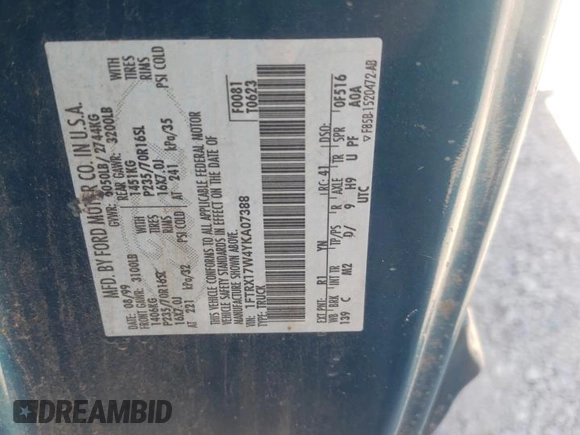 MFD. BY FORD MOTOR CO. IN U.S.A.
DATE: 08/99 GVWR: 6050LB/ 2744KG
FRONT GAWR: 3100LB REAR GAWR: 3200LB
1406KG 1451KG WITH
P235/70R16SL P235/70R16SL TIRES
16X7.0J 16X7.0J RIMS
AT 221 kPa/32 AT 241 kPa/35 PSI COLD
WITH
TIRES
RIMS
PSI COLD
THIS VEHICLE CONFORMS TO ALL APPLICABLE FEDERAL MOTOR
VEHICLE SAFETY STANDARDS IN EFFECT ON THE DATE OF
MANUFACTURE SHOWN ABOVE.
VIN: 1FTRX17W4YKA07388
TYPE: TRUCK
F0081
T0623
EXT.PNT: R1 YN RC: 41 DSO:
WB BRK INT TR TP/PS R AXLE TR SPR 0F516
139 C M2 D/ 9 H9 U PF A0A
UTC
▽F85B-1520472-AB
DREAMBID